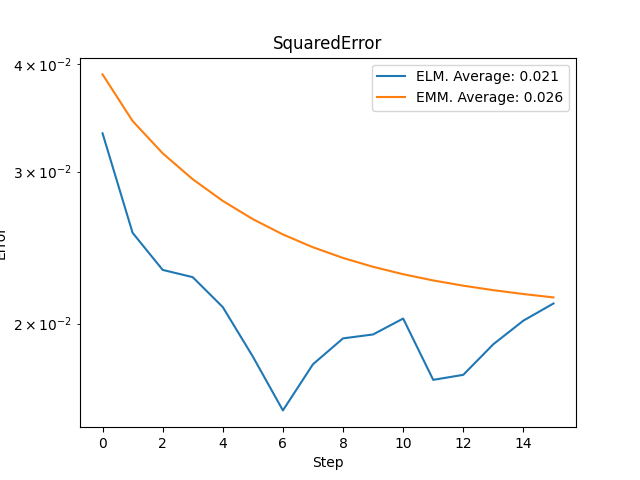 SquaredError
4 × 10⁻²
3 × 10⁻²
2 × 10⁻²
Error
ELM. Average: 0.021
EMM. Average: 0.026
0 2 4 6 8 10 12 14
Step